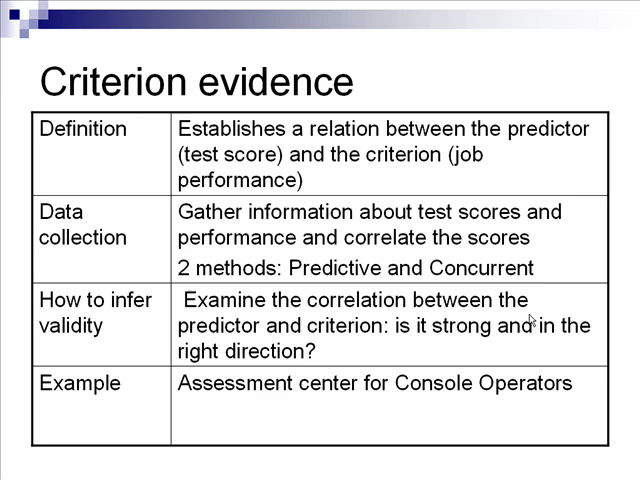 Criterion evidence
Definition
Establishes a relation between the predictor
(test score) and the criterion (job
performance)
Data
collection
Gather information about test scores and
performance and correlate the scores
2 methods: Predictive and Concurrent
How to infer
validity
Examine the correlation between the
predictor and criterion: is it strong and in the
right direction?
Example
Assessment center for Console Operators